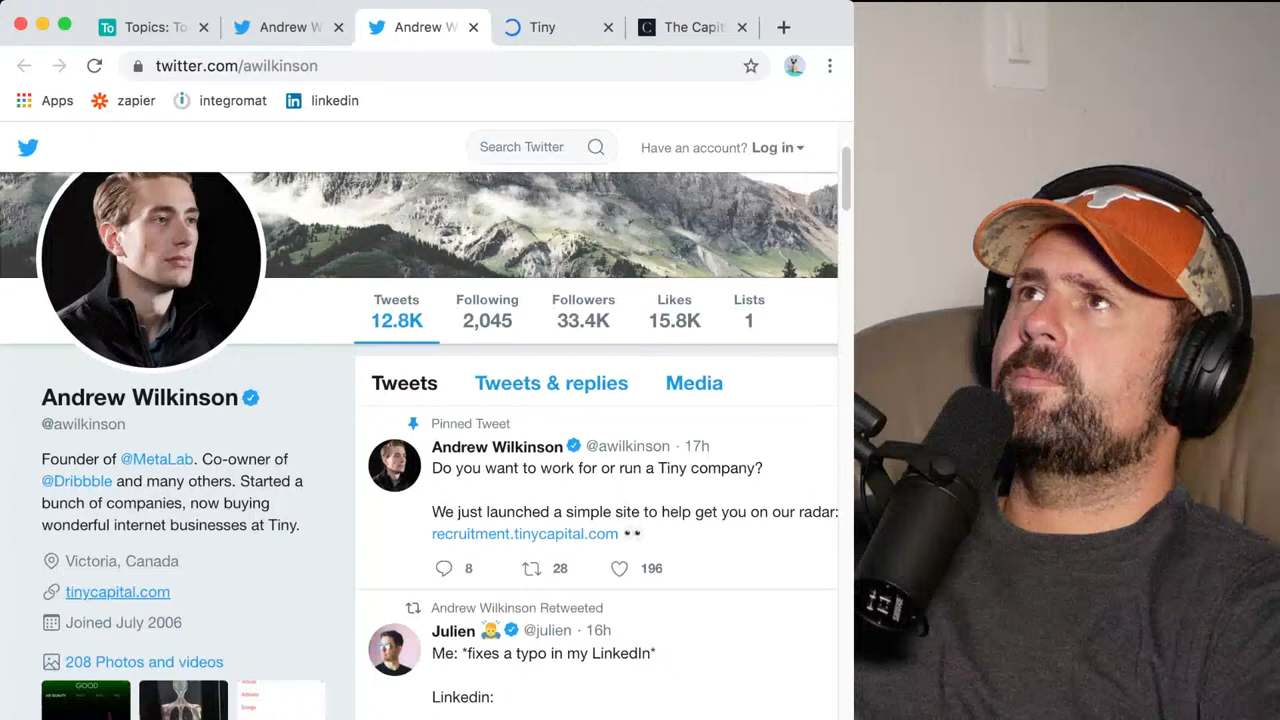 Topics: To
Andrew W
Andrew W
Tiny
The Capit
twitter.com/awilkinson
Apps
zapier
integromat
linkedin
Search Twitter
Have an account? Log in
Tweets
12.8K
Following
2,045
Followers
33.4K
Likes
15.8K
Lists
1
Andrew Wilkinson
@awilkinson
Founder of @MetaLab. Co-owner of
@Dribbble and many others. Started a
bunch of companies, now buying
wonderful internet businesses at Tiny.
Victoria, Canada
tinycapital.com
Joined July 2006
208 Photos and videos
GOOD
Tweets Tweets & replies Media
Pinned Tweet
Andrew Wilkinson @awilkinson · 17h
Do you want to work for or run a Tiny company?
We just launched a simple site to help get you on our radar:
recruitment.tinycapital.com 👀
8 28 196
Andrew Wilkinson Retweeted
Julien @julien · 16h
Me: *fixes a typo in my LinkedIn*
Linkedin: